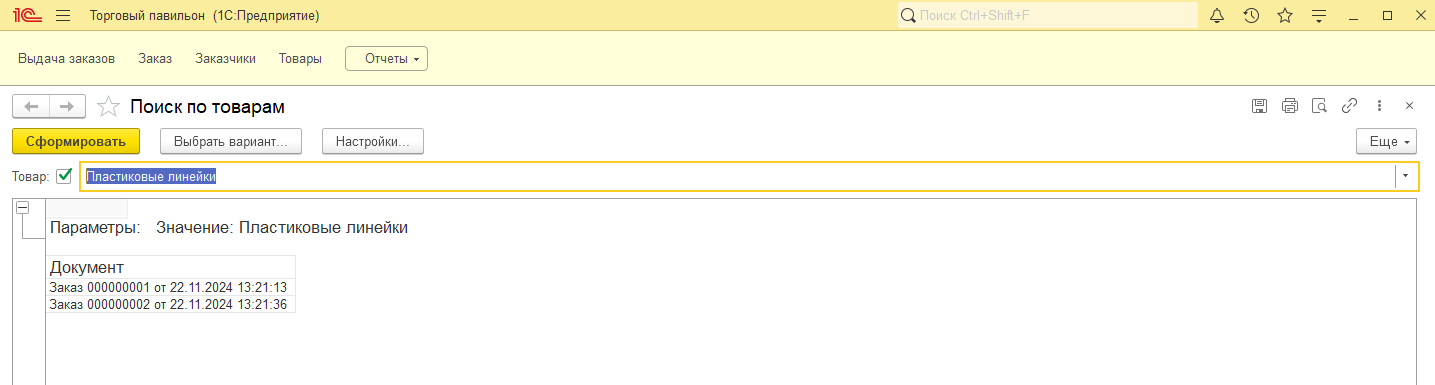 1С Торговый павильон (1С:Предприятие) Поиск Ctrl+Shift+F
Выдача заказов Заказ Заказчики Товары Отчеты
Поиск по товарам
Сформировать Выбрать вариант... Настройки... Еще
Товар: Пластиковые линейки
Параметры: Значение: Пластиковые линейки
Документ
Заказ 000000001 от 22.11.2024 13:21:13
Заказ 000000002 от 22.11.2024 13:21:36